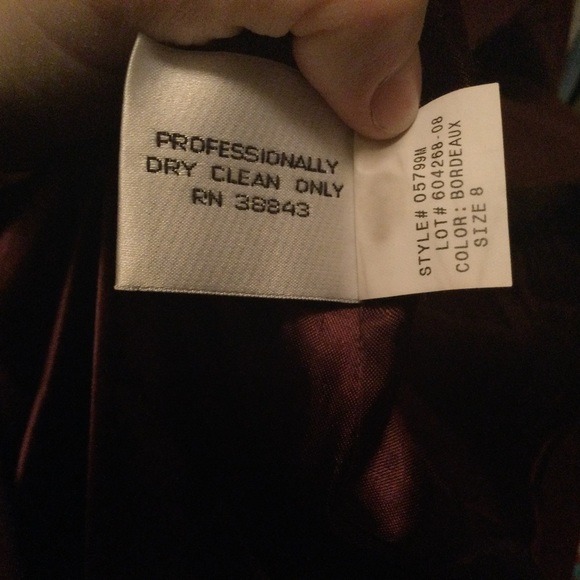 PROFESSIONALLY
DRY CLEAN ONLY
RN 38843
STYLE# 05799M
LOT# 604268-08
COLOR: BORDEAUX
SIZE 8